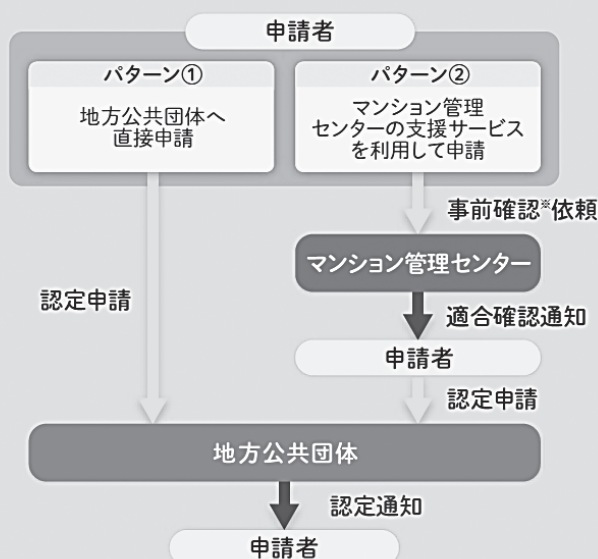 申請者
パターン①
地方公共団体へ
直接申請
パターン②
マンション管理
センターの支援サービス
を利用して申請
事前確認※依頼
マンション管理センター
認定申請
適合確認通知
申請者
認定申請
地方公共団体
認定通知
申請者